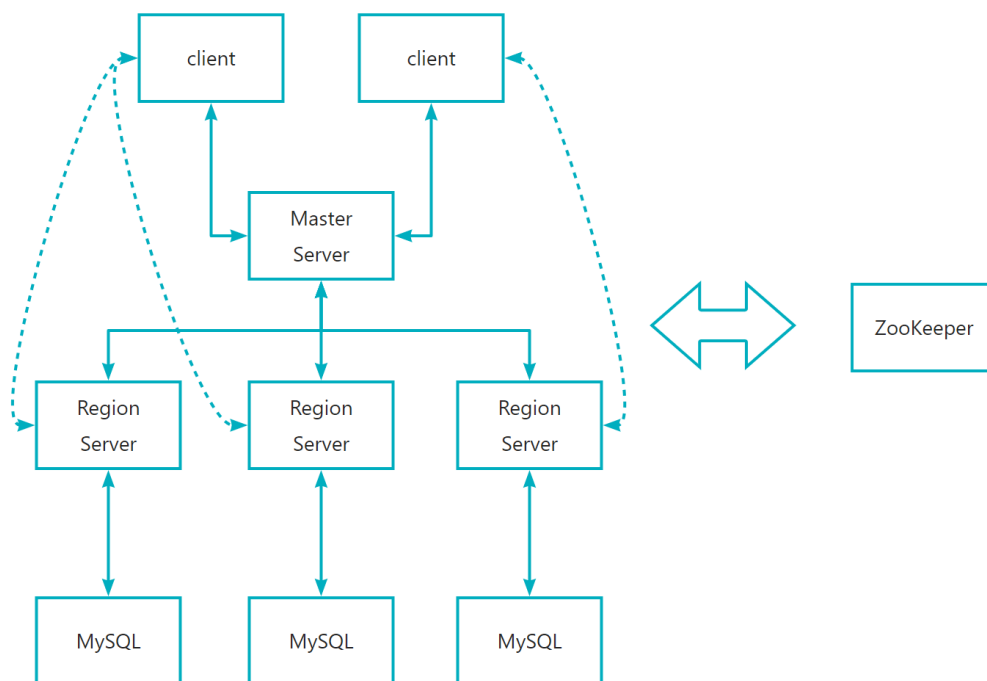 client
client
Master
Server
ZooKeeper
Region
Server
Region
Server
Region
Server
MySQL
MySQL
MySQL